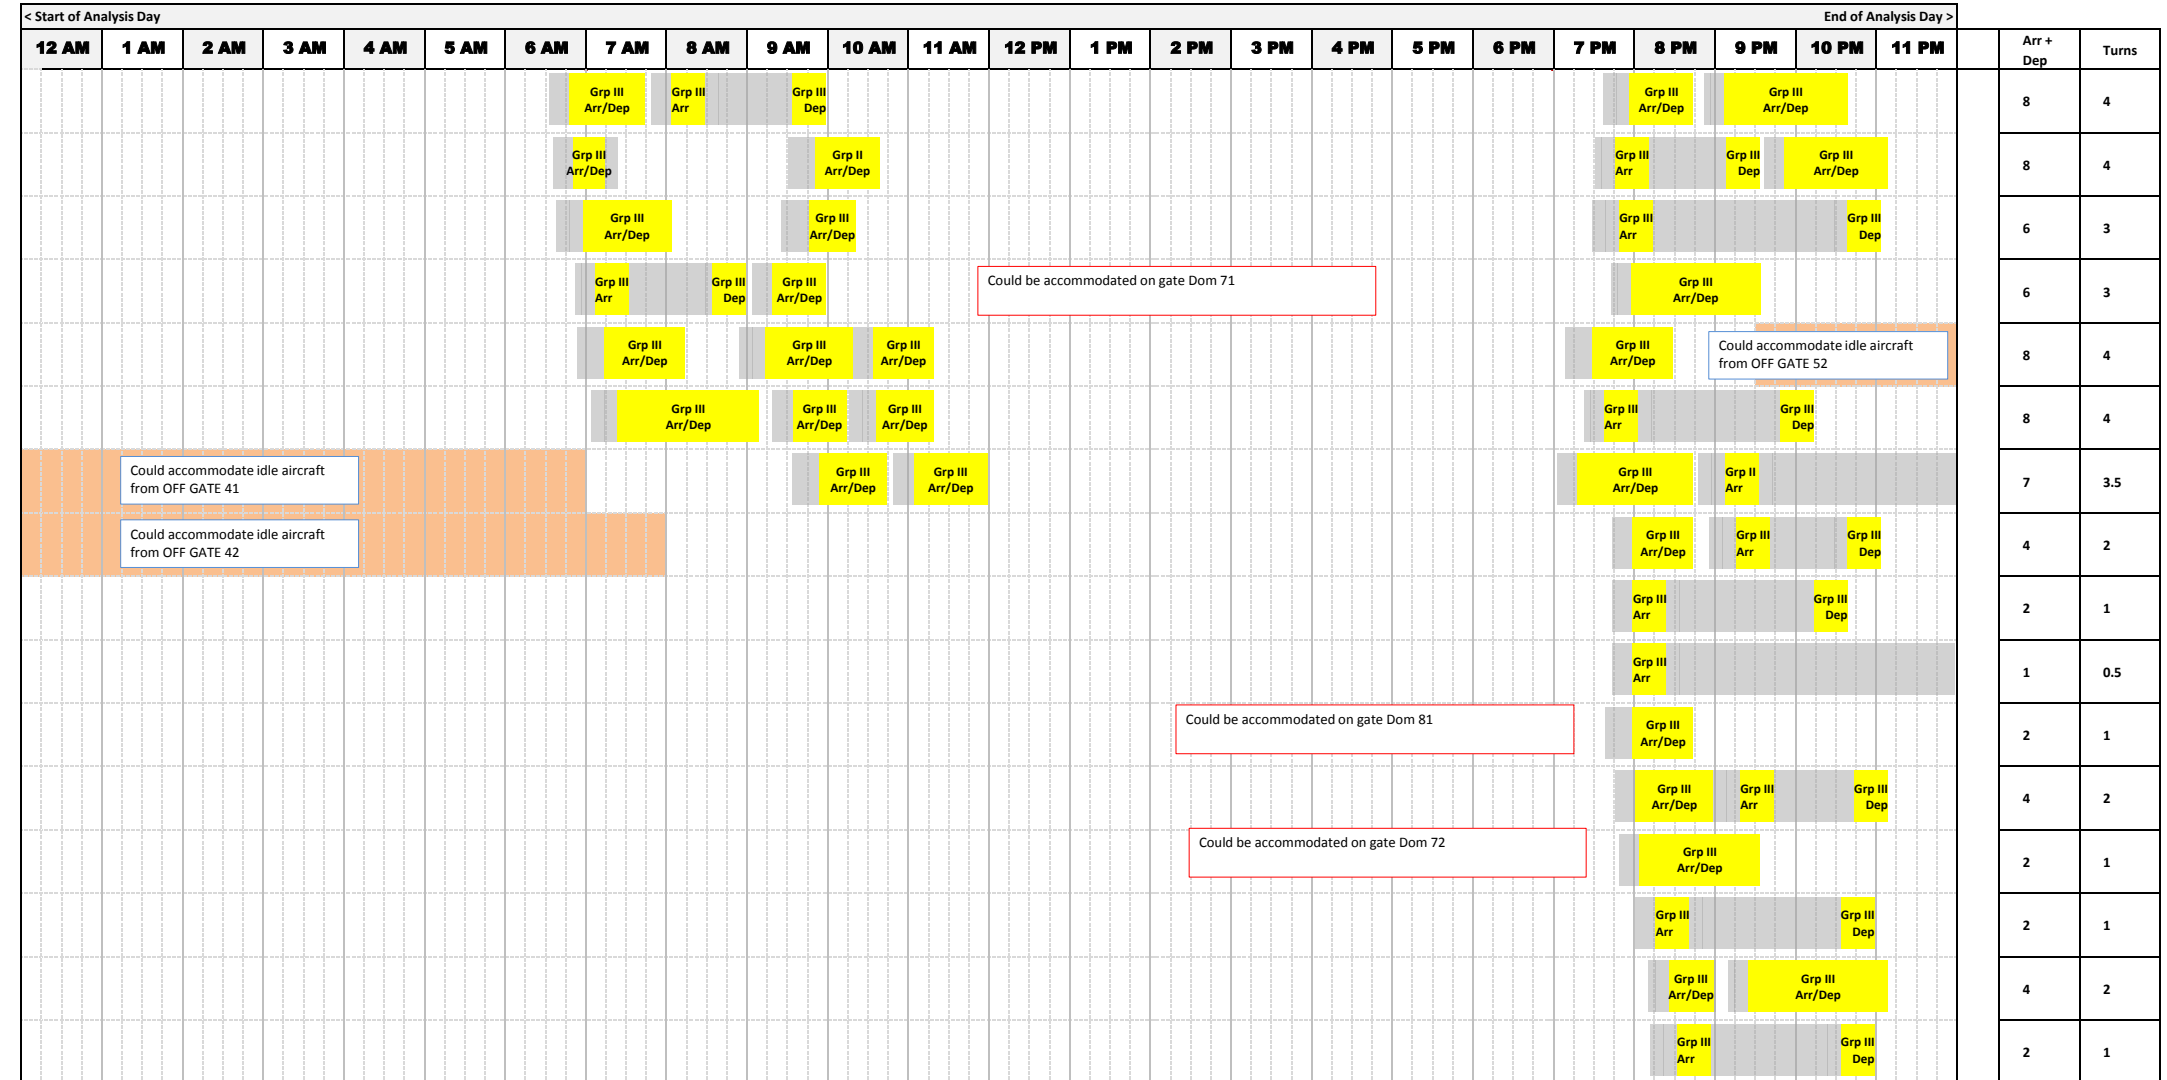 < Start of Analysis Day
End of Analysis Day >
12 AM 1 AM 2 AM 3 AM 4 AM 5 AM 6 AM 7 AM 8 AM 9 AM 10 AM 11 AM 12 PM 1 PM 2 PM 3 PM 4 PM 5 PM 6 PM 7 PM 8 PM 9 PM 10 PM 11 PM
Arr +
Dep
Turns
Grp III
Arr/Dep
Grp III
Arr
Grp III
Dep
Grp III
Arr/Dep
Grp III
Arr/Dep
8
4
Grp III
Arr/Dep
Grp II
Arr/Dep
Grp III
Arr
Grp III
Dep
Grp III
Arr/Dep
8
4
Grp III
Arr/Dep
Grp III
Arr/Dep
Grp III
Arr
Grp III
Dep
6
3
Grp III
Arr
Grp III
Dep
Grp III
Arr/Dep
Could be accommodated on gate Dom 71
Grp III
Arr/Dep
6
3
Grp III
Arr/Dep
Grp III
Arr/Dep
Grp III
Arr/Dep
Grp III
Arr/Dep
Could accommodate idle aircraft
from OFF GATE 52
8
4
Grp III
Arr/Dep
Grp III
Arr/Dep
Grp III
Arr/Dep
Grp III
Arr
Grp III
Dep
8
4
Could accommodate idle aircraft
from OFF GATE 41
Grp III
Arr/Dep
Grp III
Arr/Dep
Grp III
Arr/Dep
Grp II
Arr
7
3.5
Could accommodate idle aircraft
from OFF GATE 42
Grp III
Arr/Dep
Grp III
Arr
Grp III
Dep
4
2
Grp III
Arr
Grp III
Dep
2
1
Grp III
Arr
1
0.5
Could be accommodated on gate Dom 81
Grp III
Arr/Dep
2
1
Grp III
Arr/Dep
Grp III
Arr
Grp III
Dep
4
2
Could be accommodated on gate Dom 72
Grp III
Arr/Dep
2
1
Grp III
Arr
Grp III
Dep
2
1
Grp III
Arr/Dep
Grp III
Arr/Dep
4
2
Grp III
Arr
Grp III
Dep
2
1